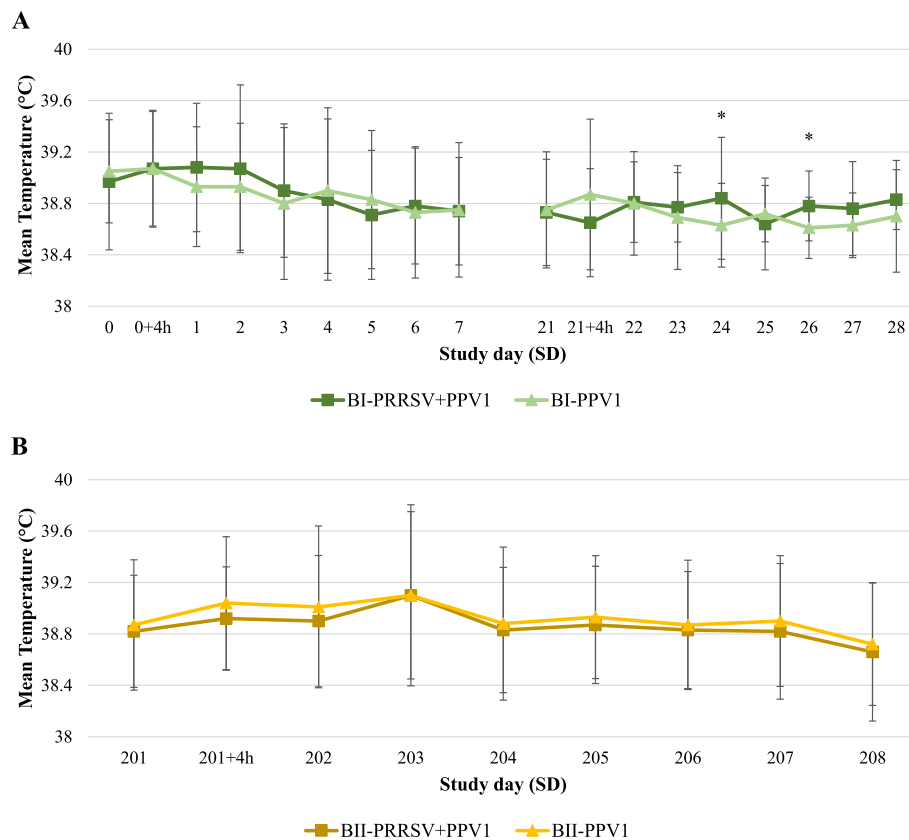 A
40
39.6
39.2
38.8
38.4
38
Mean Temperature (°C)
* *
0 0+4h 1 2 3 4 5 6 7 21 21+4h 22 23 24 25 26 27 28
Study day (SD)
BI-PRRSV+PPV1 BI-PPV1
B
40
39.6
39.2
38.8
38.4
38
Mean Temperature (°C)
201 201+4h 202 203 204 205 206 207 208
Study day (SD)
BII-PRRSV+PPV1 BII-PPV1